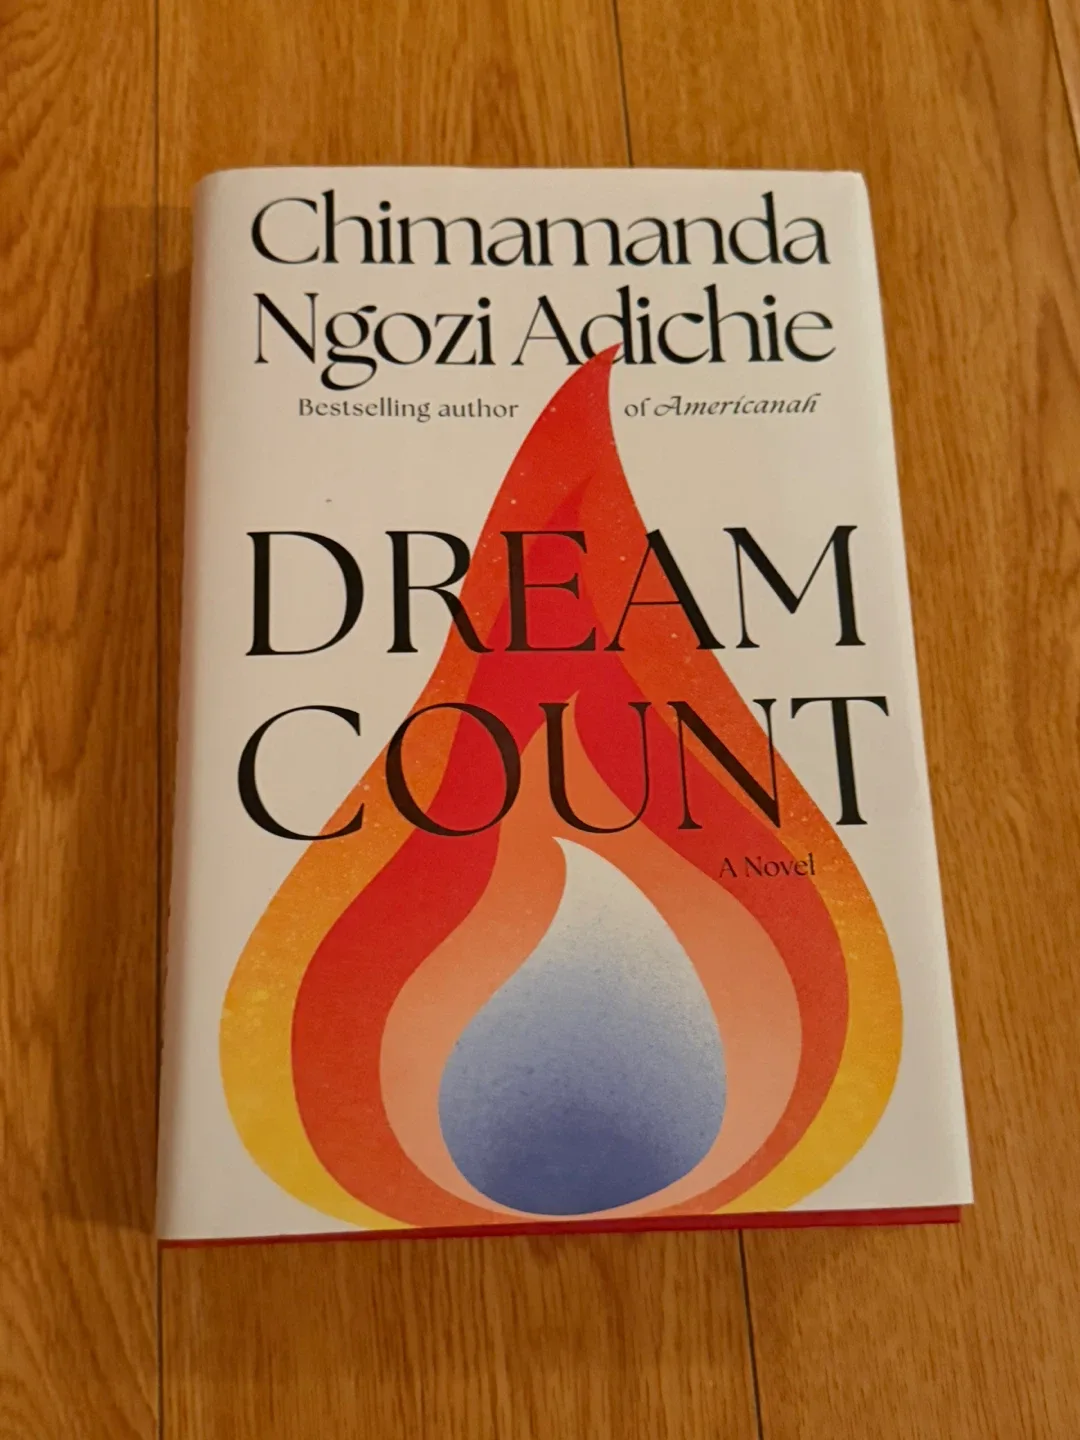 Chimamanda
Ngozi Adichie
Bestselling author of Americanah
DREAM
COUNT
A Novel